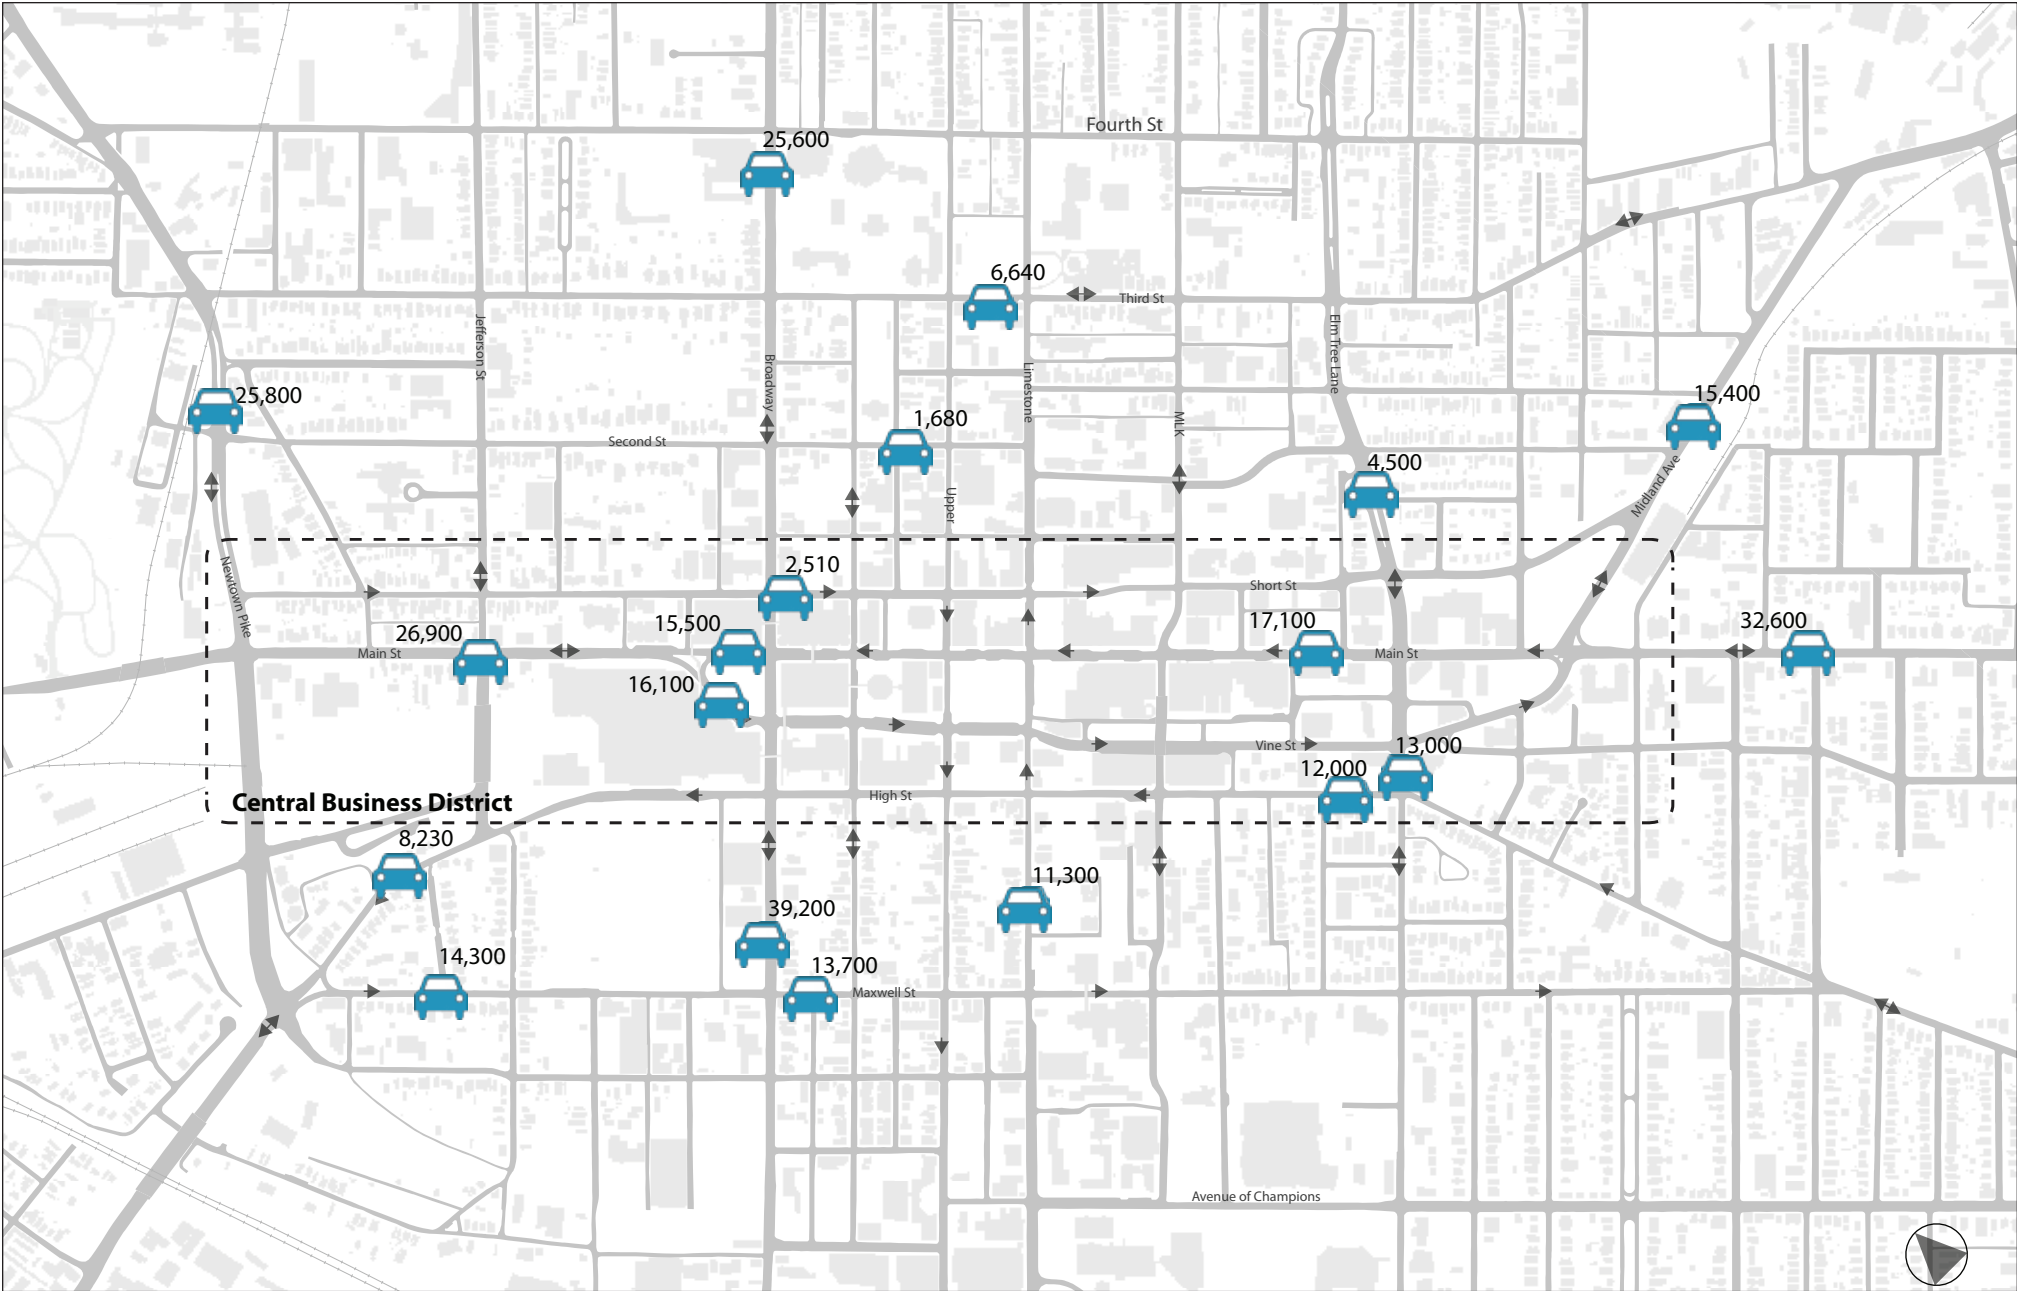 Fourth St
25,600
6,640
Third St
Jefferson St
Elm Tree Lane
Broadway
Limestone
25,800
15,400
1,680
MLK
Second St
4,500
Midland Ave
Upper
2,510
Newtown Pike
Short St
26,900
15,500
17,100
32,600
Main St
Main St
16,100
Vine St
13,000
12,000
High St
Central Business District
8,230
11,300
39,200
14,300
13,700
Maxwell St
Avenue of Champions